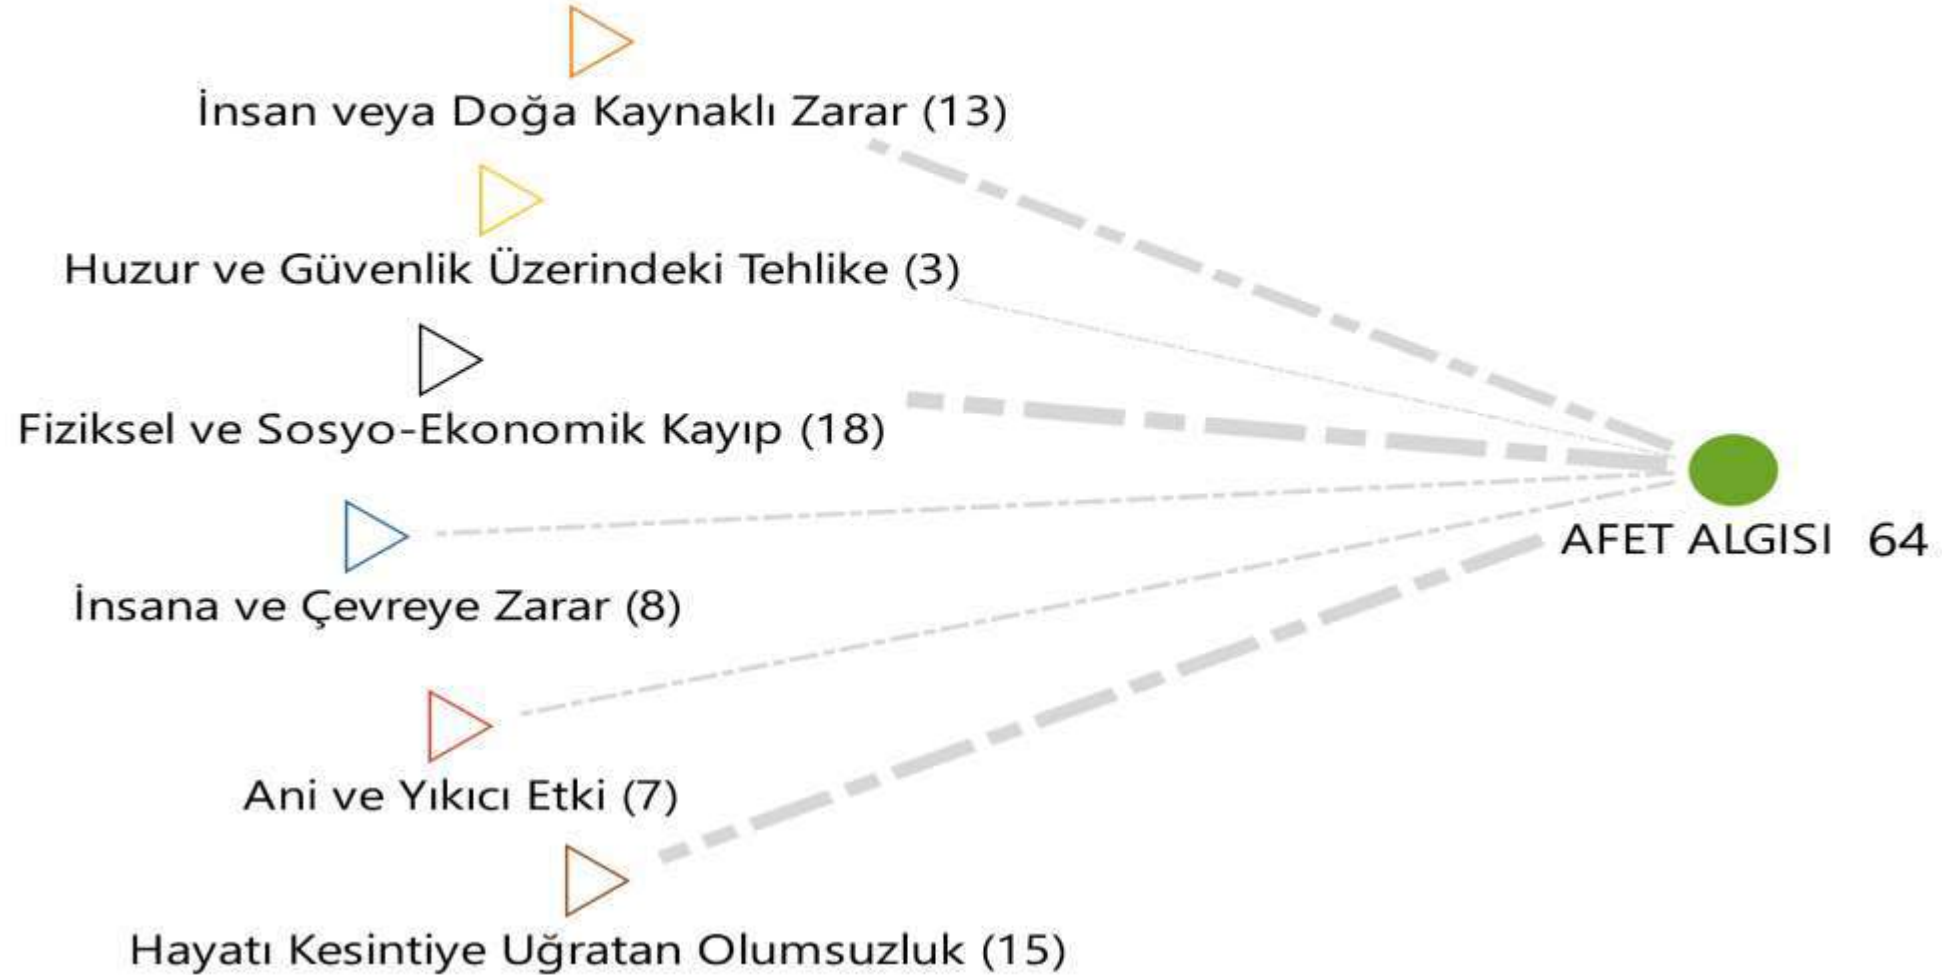 İnsan veya Doğa Kaynaklı Zarar (13)
Huzur ve Güvenlik Üzerindeki Tehlike (3)
Fiziksel ve Sosyo-Ekonomik Kayıp (18)
İnsana ve Çevreye Zarar (8)
Ani ve Yıkıcı Etki (7)
Hayatı Kesintiye Uğratan Olumsuzluk (15)
AFET ALGISI 64